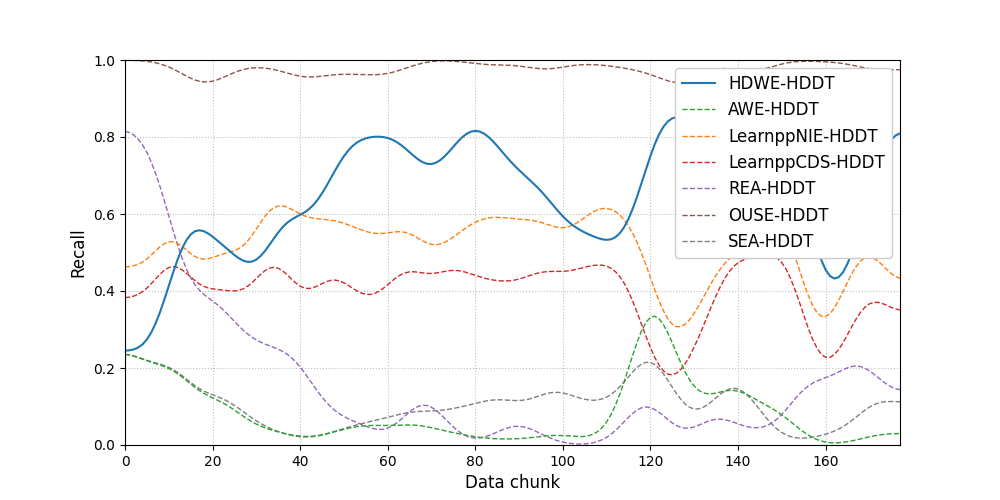 1.0
0.8
0.6
0.4
0.2
0.0
Recall
HDWE-HDDT
AWE-HDDT
LearnppNIE-HDDT
LearnppCDS-HDDT
REA-HDDT
OUSE-HDDT
SEA-HDDT
0 20 40 60 80 100 120 140 160
Data chunk